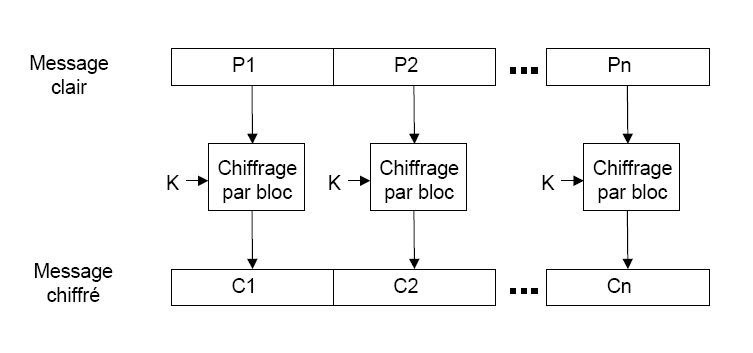 Message
clair
P1
P2
...
Pn
K
Chiffrage
par bloc
K
Chiffrage
par bloc
K
Chiffrage
par bloc
Message
chiffré
C1
C2
...
Cn